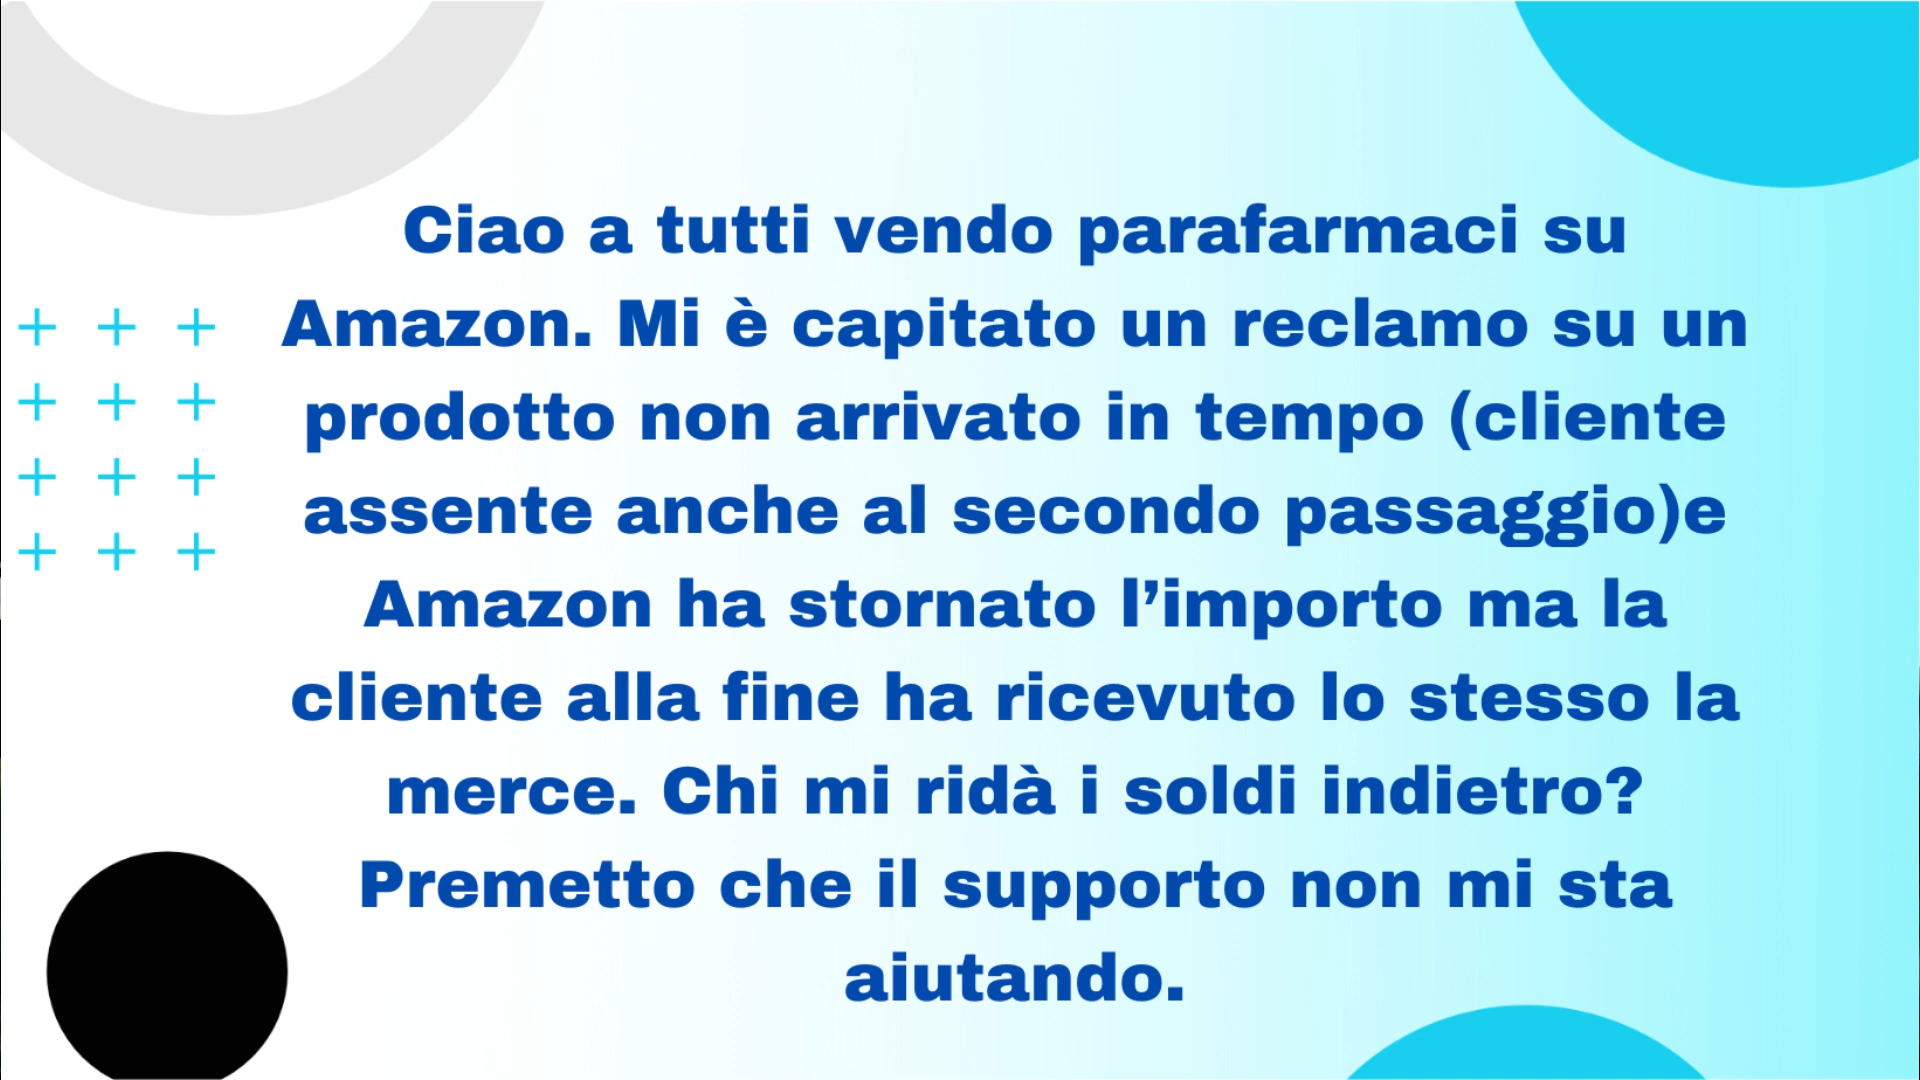 Ciao a tutti vendo parafarmaci su
Amazon. Mi è capitato un reclamo su un
prodotto non arrivato in tempo (cliente
assente anche al secondo passaggio)e
Amazon ha stornato l’importo ma la
cliente alla fine ha ricevuto lo stesso la
merce. Chi mi ridà i soldi indietro?
Premetto che il supporto non mi sta
aiutando.